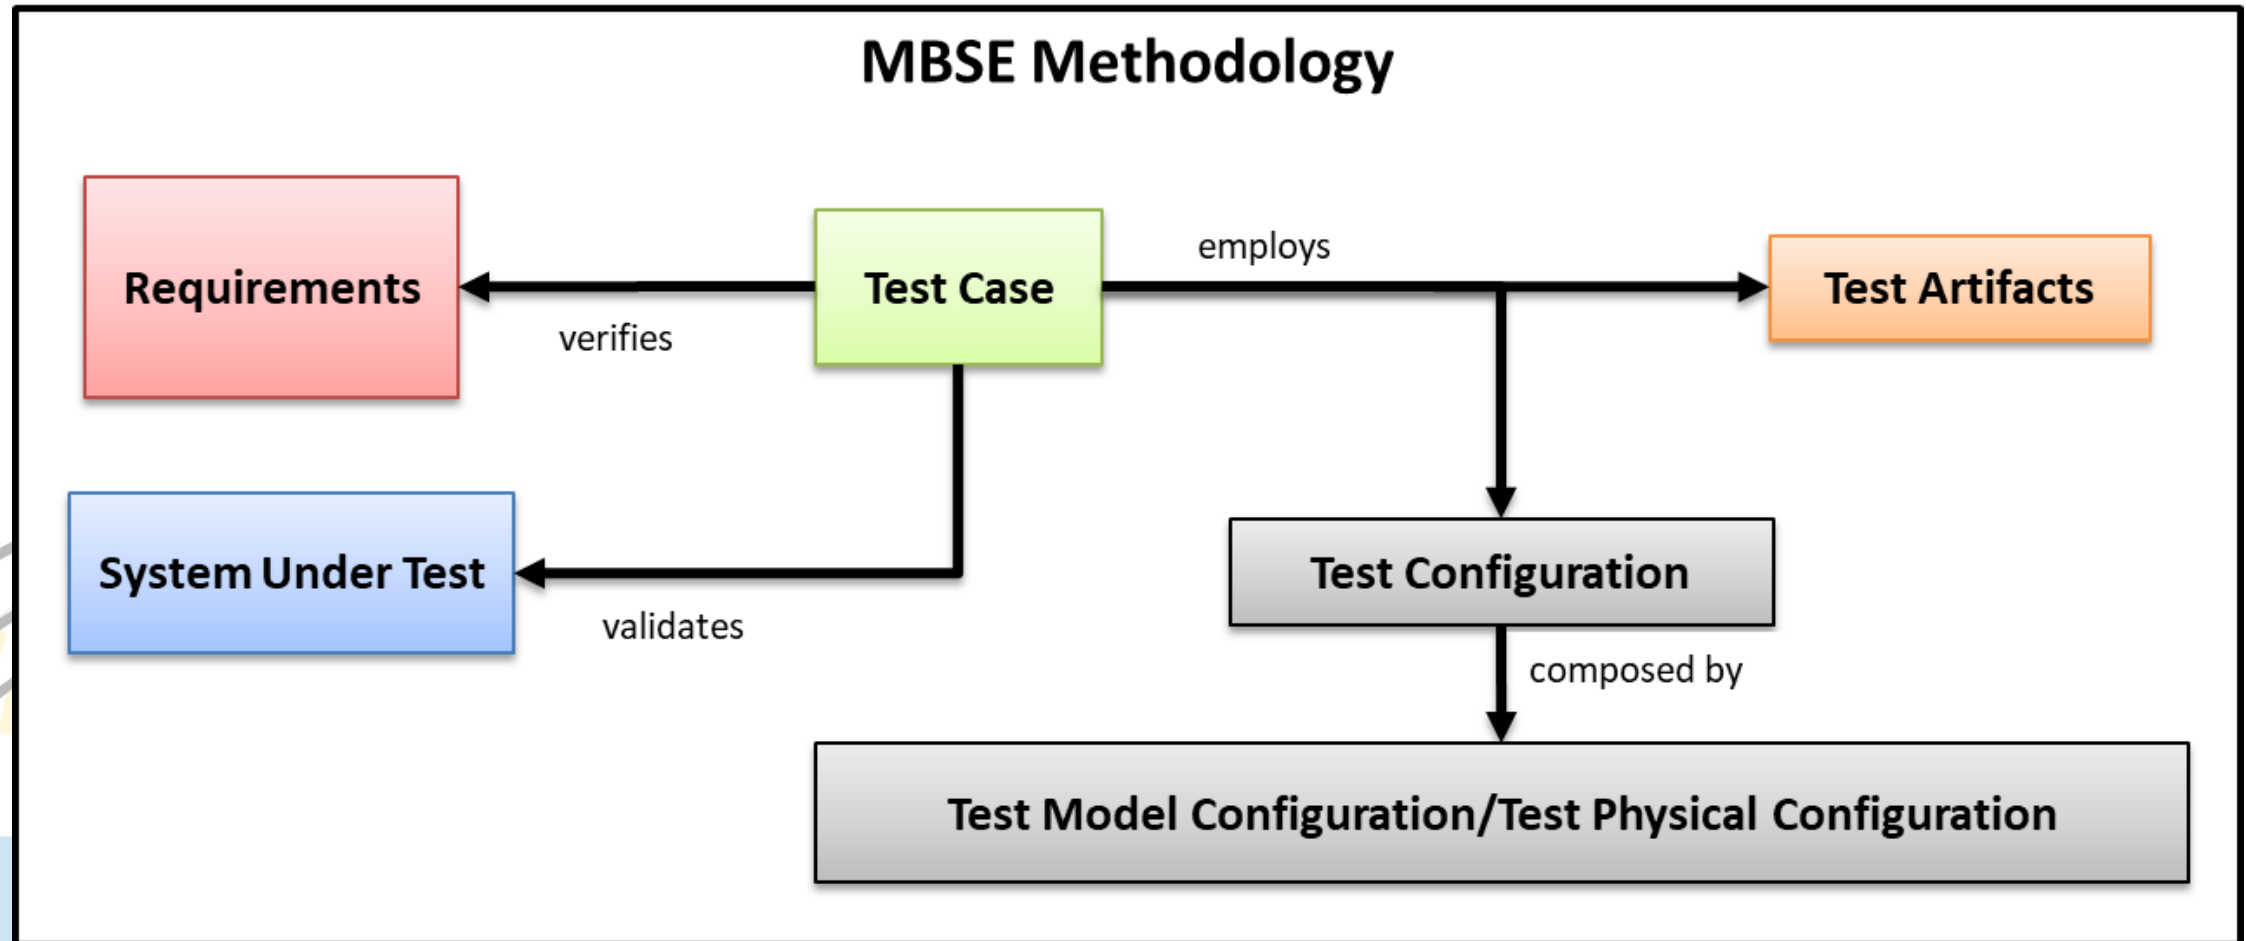 MBSE Methodology
Requirements
verifies
Test Case
employs
Test Artifacts
System Under Test
validates
Test Configuration
composed by
Test Model Configuration/Test Physical Configuration